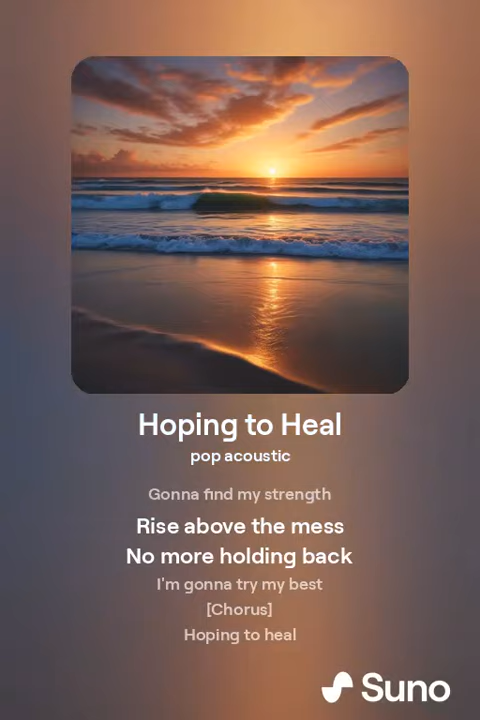 Hoping to Heal
pop acoustic
Gonna find my strength
Rise above the mess
No more holding back
I'm gonna try my best
[Chorus]
Hoping to heal
Suno